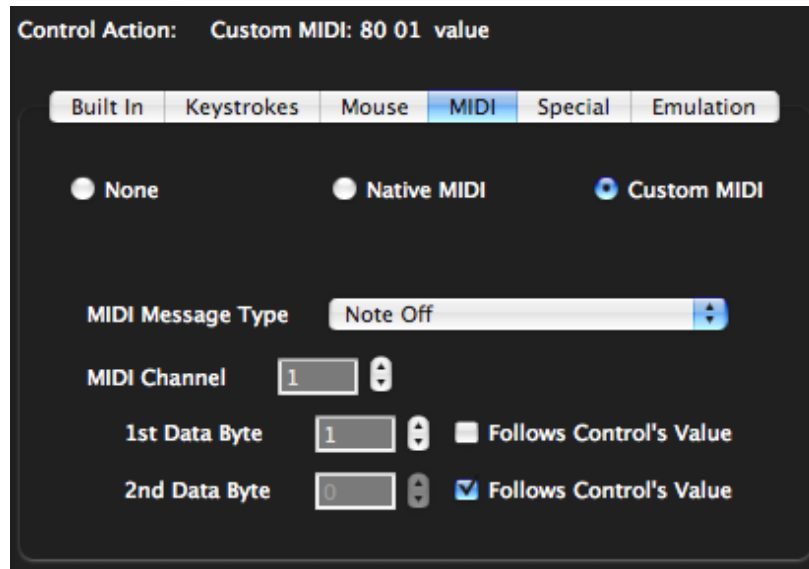 Control Action: Custom MIDI: 80 01 value
Built In Keystrokes Mouse MIDI Special Emulation
None Native MIDI Custom MIDI
MIDI Message Type Note Off
MIDI Channel 1
1st Data Byte 1 Follows Control's Value
2nd Data Byte 0 Follows Control's Value